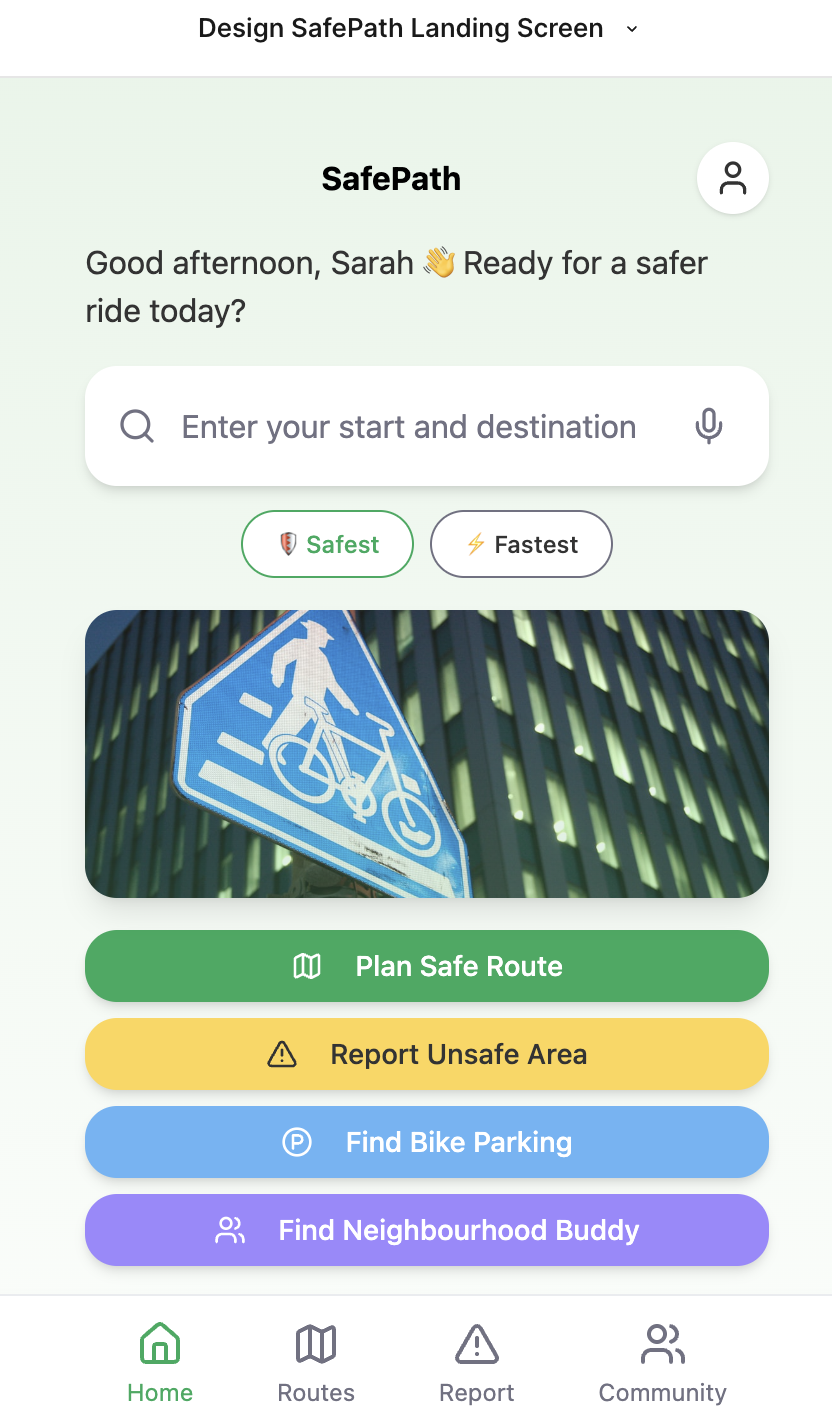 Design SafePath Landing Screen
SafePath
Good afternoon, Sarah 👋 Ready for a safer
ride today?
Enter your start and destination
Safest
⚡ Fastest
Plan Safe Route
Report Unsafe Area
P Find Bike Parking
Find Neighbourhood Buddy
Home Routes Report Community